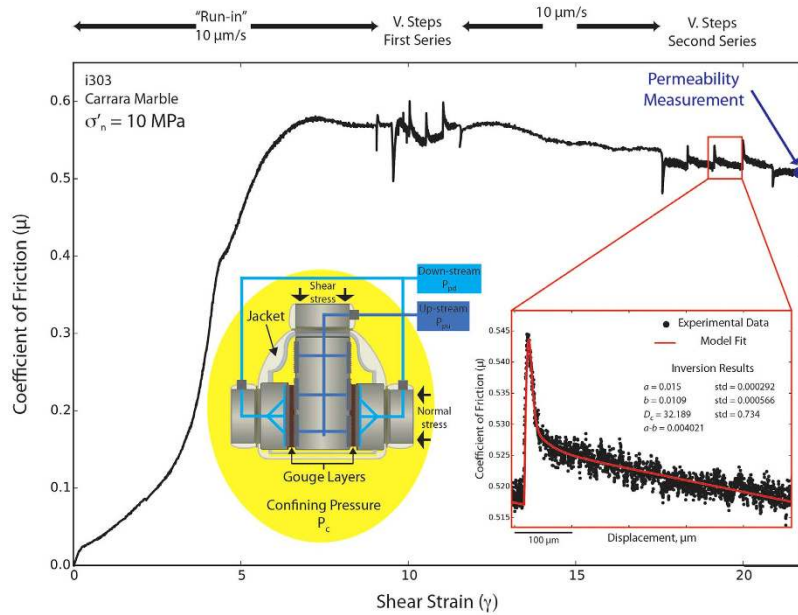 "Run-in"
10 µm/s
V. Steps
First Series
10 µm/s
V. Steps
Second Series
i303
Carrara Marble
σ'n = 10 MPa
Permeability
Measurement
0.6
0.5
0.4
0.3
0.2
0.1
0.0
Coefficient of Friction (µ)
0
5
10
15
20
Shear Strain (γ)
Down-stream
Ppd
Up-stream
Ppu
Shear
stress
Jacket
Normal
stress
Gouge Layers
Confining Pressure
Pc
Experimental Data
Model Fit
Inversion Results
a = 0.015 std = 0.000292
b = 0.0109 std = 0.000566
Dc = 32.189 std = 0.734
a-b = 0.004021
0.545
0.540
0.535
0.530
0.525
0.520
0.515
Coefficient of Friction (µ)
100 µm
Displacement, µm